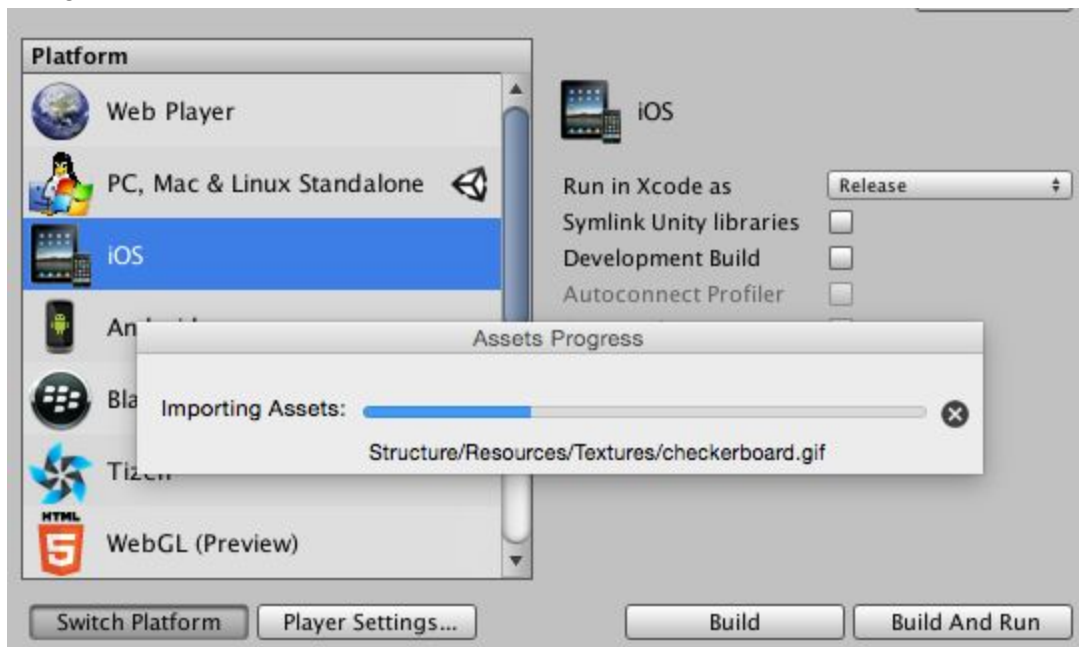 Platform
Web Player
iOS
PC, Mac & Linux Standalone
Run in Xcode as
Release
Symlink Unity libraries
iOS
Development Build
Autoconnect Profiler
Assets Progress
Importing Assets:
Structure/Resources/Textures/checkerboard.gif
HTML
5
WebGL (Preview)
Switch Platform
Player Settings...
Build
Build And Run